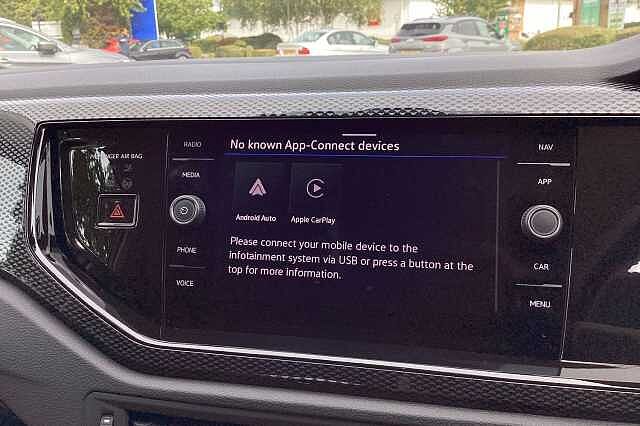 No known App-Connect devices
RADIO
MEDIA
PHONE
VOICE
AIR BAG
Android Auto
Apple CarPlay
Please connect your mobile device to the
infotainment system via USB or press a button at the
top for more information.
NAV
APP
CAR
MENU